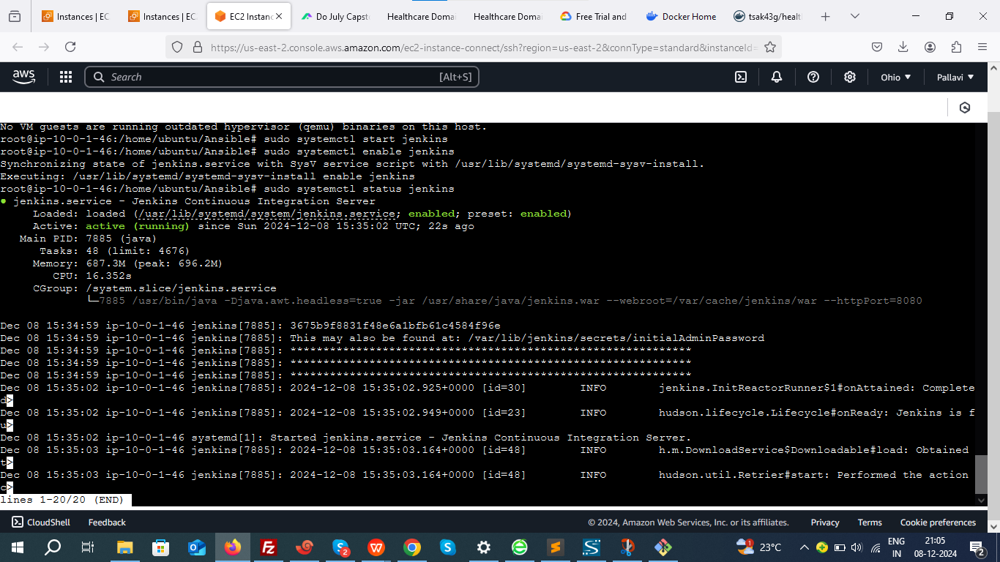 Instances | EC
Instances | EC
EC2 Instanc
Do July Capst
Healthcare Domai
Healthcare Domai
Free Trial and
Docker Home
tsak43g/healt
https://us-east-2.console.aws.amazon.com/ec2-instance-connect/ssh?region=us-east-2&connType=standard&instanceId=
aws
Search [Alt+S]
Ohio
Pallavi
No VM guests are running outdated hypervisor (qemu) binaries on this host.
root@ip-10-0-1-46:/home/ubuntu/Ansible# sudo systemctl start jenkins
root@ip-10-0-1-46:/home/ubuntu/Ansible# sudo systemctl enable jenkins
Synchronizing state of jenkins.service with SysV service script with /usr/lib/systemd/systemd-sysv-install.
Executing: /usr/lib/systemd/systemd-sysv-install enable jenkins
root@ip-10-0-1-46:/home/ubuntu/Ansible# sudo systemctl status jenkins
● jenkins.service - Jenkins Continuous Integration Server
Loaded: loaded (/usr/lib/systemd/system/jenkins.service; enabled; preset: enabled)
Active: active (running) since Sun 2024-12-08 15:35:02 UTC; 22s ago
Main PID: 7885 (java)
Tasks: 48 (limit: 4676)
Memory: 687.3M (peak: 696.2M)
CPU: 16.352s
CGroup: /system.slice/jenkins.service
└─7885 /usr/bin/java -Djava.awt.headless=true -jar /usr/share/java/jenkins.war --webroot=/var/cache/jenkins/war --httpPort=8080
Dec 08 15:34:59 ip-10-0-1-46 jenkins[7885]: 3675b9f8831f48e6a1bfb61c4584f96e
Dec 08 15:34:59 ip-10-0-1-46 jenkins[7885]: This may also be found at: /var/lib/jenkins/secrets/initialAdminPassword
Dec 08 15:34:59 ip-10-0-1-46 jenkins[7885]: *************************************************************
Dec 08 15:34:59 ip-10-0-1-46 jenkins[7885]: *************************************************************
Dec 08 15:34:59 ip-10-0-1-46 jenkins[7885]: *************************************************************
Dec 08 15:35:02 ip-10-0-1-46 jenkins[7885]: 2024-12-08 15:35:02.925+0000 [id=30] INFO jenkins.InitReactorRunner$1#onAttained: Complete
d>
Dec 08 15:35:02 ip-10-0-1-46 jenkins[7885]: 2024-12-08 15:35:02.949+0000 [id=23] INFO hudson.lifecycle.Lifecycle#onReady: Jenkins is f
u>
Dec 08 15:35:02 ip-10-0-1-46 systemd[1]: Started jenkins.service - Jenkins Continuous Integration Server.
Dec 08 15:35:03 ip-10-0-1-46 jenkins[7885]: 2024-12-08 15:35:03.164+0000 [id=48] INFO h.m.DownloadService$Downloadable#load: Obtained
t>
Dec 08 15:35:03 ip-10-0-1-46 jenkins[7885]: 2024-12-08 15:35:03.164+0000 [id=48] INFO hudson.util.Retrier#start: Performed the action
c>
lines 1-20/20 (END)
CloudShell
Feedback
© 2024, Amazon Web Services, Inc. or its affiliates.
Privacy
Terms
Cookie preferences
23°C
ENG
IN
21:05
08-12-2024